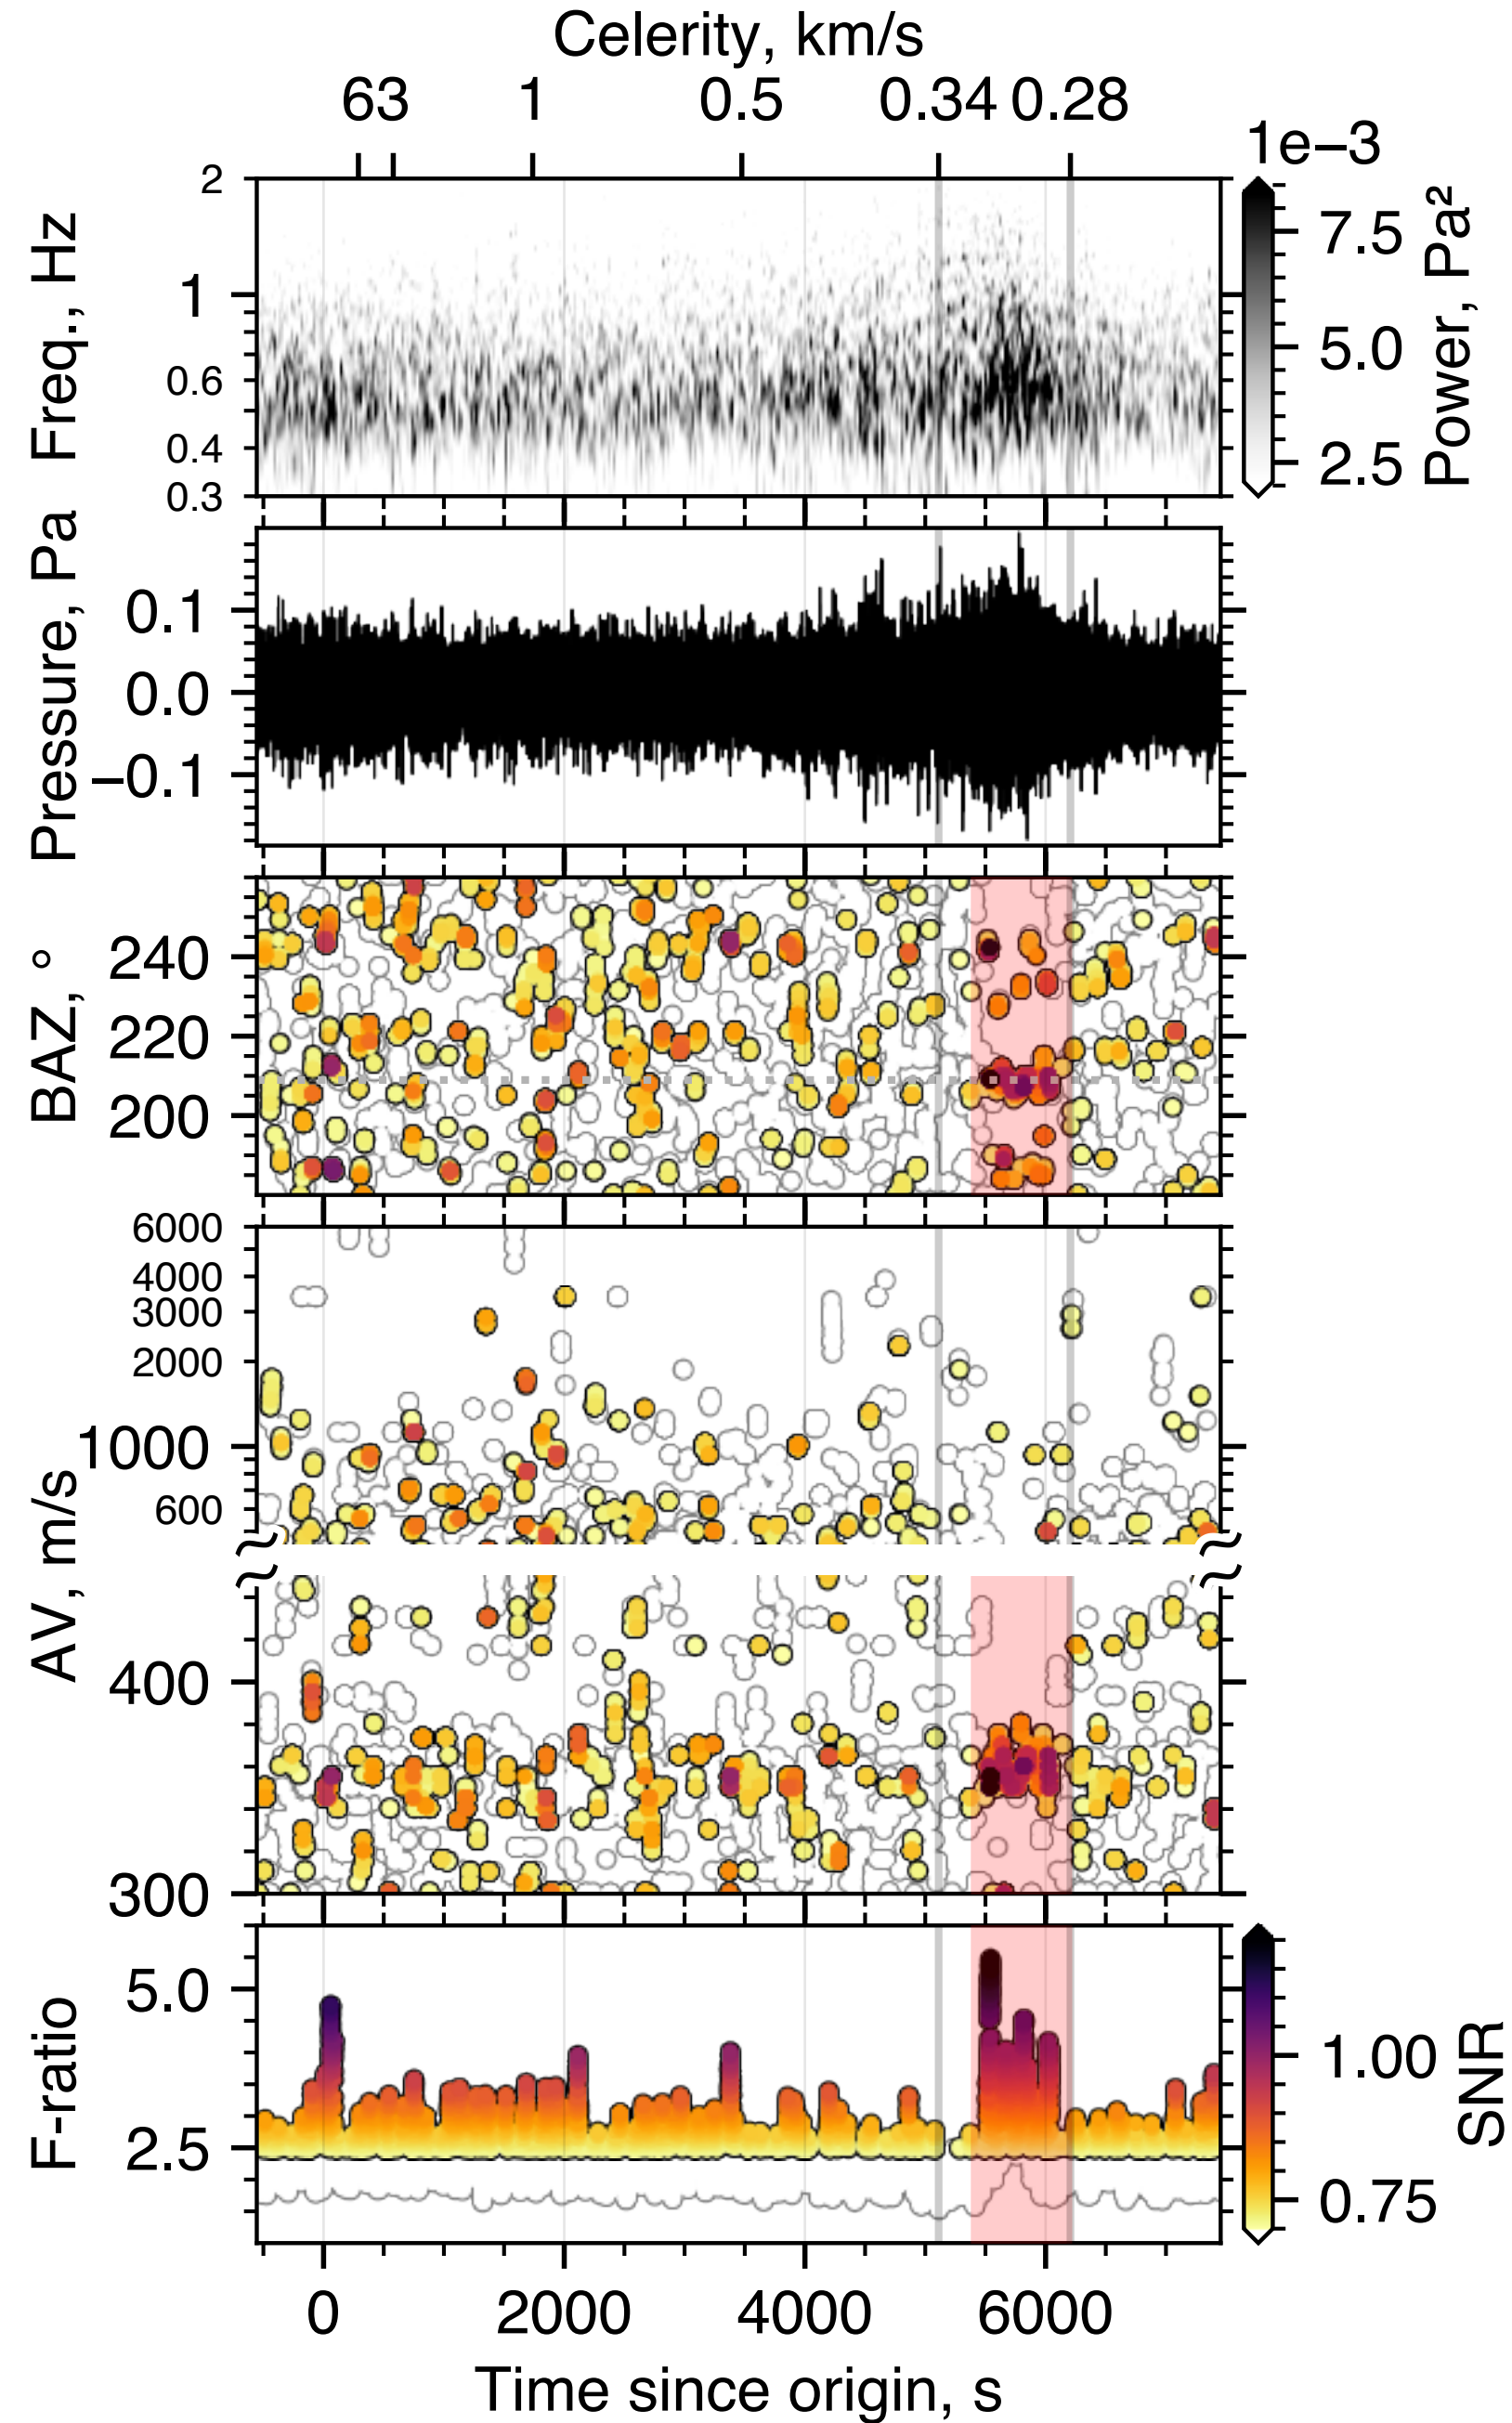 Celerity, km/s
63 1 0.5 0.34 0.28
1e−3
Freq., Hz
2
1
0.6
0.4
0.3
7.5
5.0
2.5
Power, Pa²
Pressure, Pa
0.1
0.0
−0.1
BAZ, °
240
220
200
AV, m/s
6000
4000
3000
2000
1000
600
400
300
F-ratio
5.0
2.5
1.00
0.75
SNR
0 2000 4000 6000
Time since origin, s